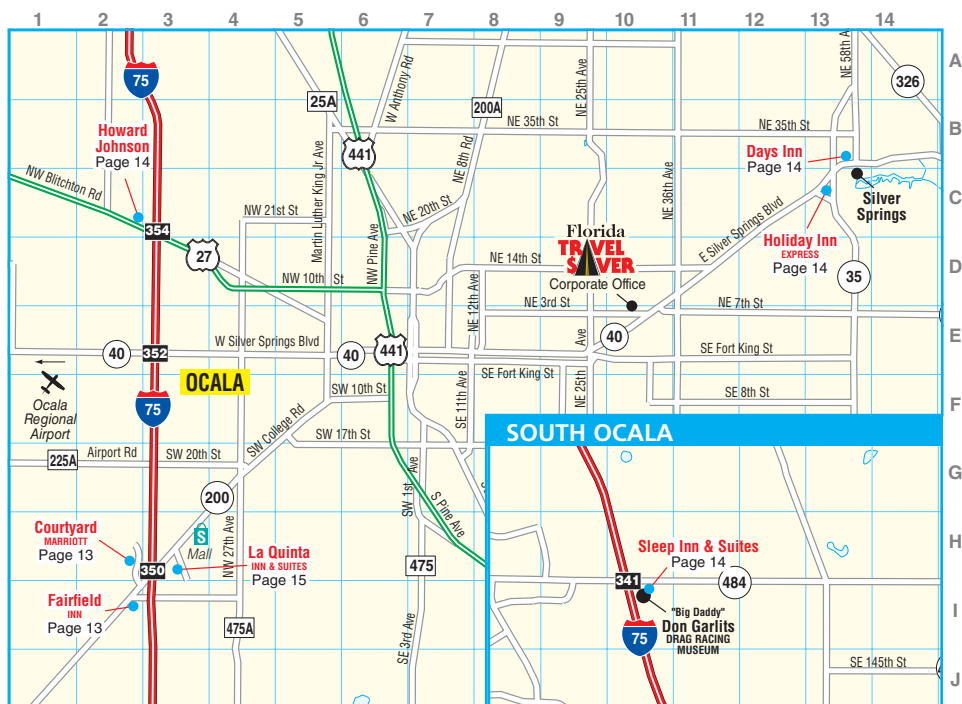 1 2 3 4 5 6 7 8 9 10 11 12 13 14
A
B
C
D
E
F
G
H
I
J
75
Howard
Johnson
Page 14
NW Blitchton Rd
354
27
25A
441
W Anthony Rd
200A
NE 25th Ave
NE 58th A
326
NE 35th St
NE 35th St
NE 8th Rd
Martin Luther King Jr Ave
NW 21st St
NE 20th St
NW Pine Ave
NE 36th Ave
Days Inn
Page 14
Silver
Springs
Holiday Inn
EXPRESS
Page 14
E Silver Springs Blvd
35
NW 10th St
NE 14th St
Florida
TRAVEL
SAVER
Corporate Office
NE 12th Ave
NE 3rd St
NE 7th St
40
352
W Silver Springs Blvd
40
441
40
SE Fort King St
SE Fort King St
OCALA
75
Ocala
Regional
Airport
SW 10th St
SE 11th Ave
NE 25th Ave
SE 8th St
SW College Rd
SW 17th St
225A
Airport Rd
SW 20th St
200
SW 1st Ave
S Pine Ave
Courtyard
MARRIOTT
Page 13
S
Mall
350
NW 27th Ave
La Quinta
INN & SUITES
Page 15
475
Fairfield
INN
Page 13
475A
SE 3rd Ave
SOUTH OCALA
Sleep Inn & Suites
Page 14
341
484
"Big Daddy"
Don Garlits
DRAG RACING
MUSEUM
75
SE 145th St